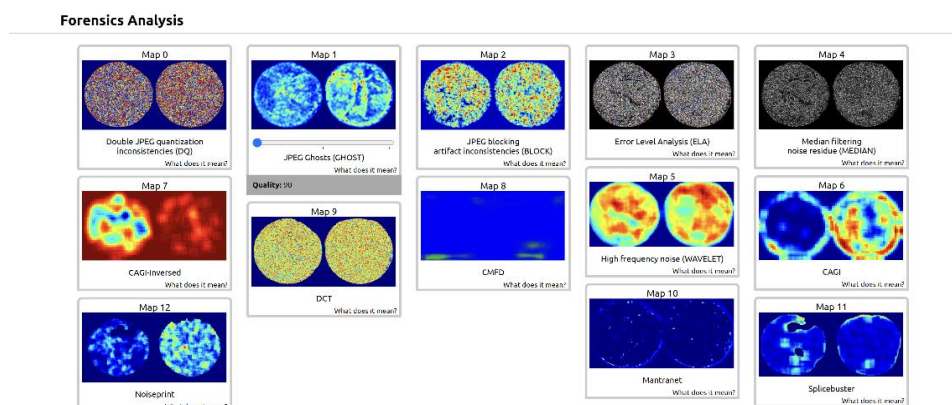 Forensics Analysis
Map 0
Double JPEG quantization
inconsistencies (DQ)
What does it mean?
Map 1
JPEG Ghosts (GHOST)
What does it mean?
Quality: 90
Map 2
JPEG blocking
artifact inconsistencies (BLOCK)
What does it mean?
Map 3
Error Level Analysis (ELA)
What does it mean?
Map 4
Median filtering
noise residue (MEDIAN)
What does it mean?
Map 7
CAGI-Inversed
What does it mean?
Map 9
DCT
What does it mean?
Map 8
CMFD
What does it mean?
Map 5
High frequency noise (WAVELET)
What does it mean?
Map 6
CAGI
What does it mean?
Map 12
Noiseprint
Map 10
Mantranet
What does it mean?
Map 11
Splicebuster
What does it mean?